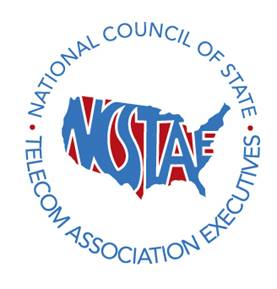 NATIONAL COUNCIL OF STATE
TELECOM ASSOCIATION EXECUTIVES
NCSTAE